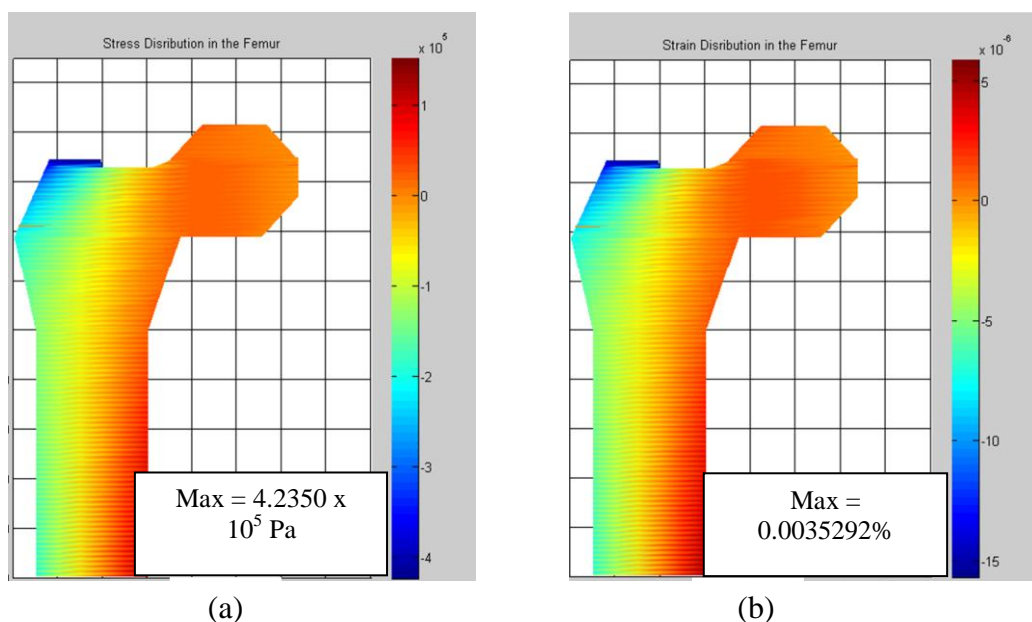 Stress Disribution in the Femur
x 10^5
1
0
-1
-2
-3
-4
Max = 4.2350 x
10^5 Pa
(a)
Strain Disribution in the Femur
x 10^-6
5
0
-5
-10
-15
Max =
0.0035292%
(b)